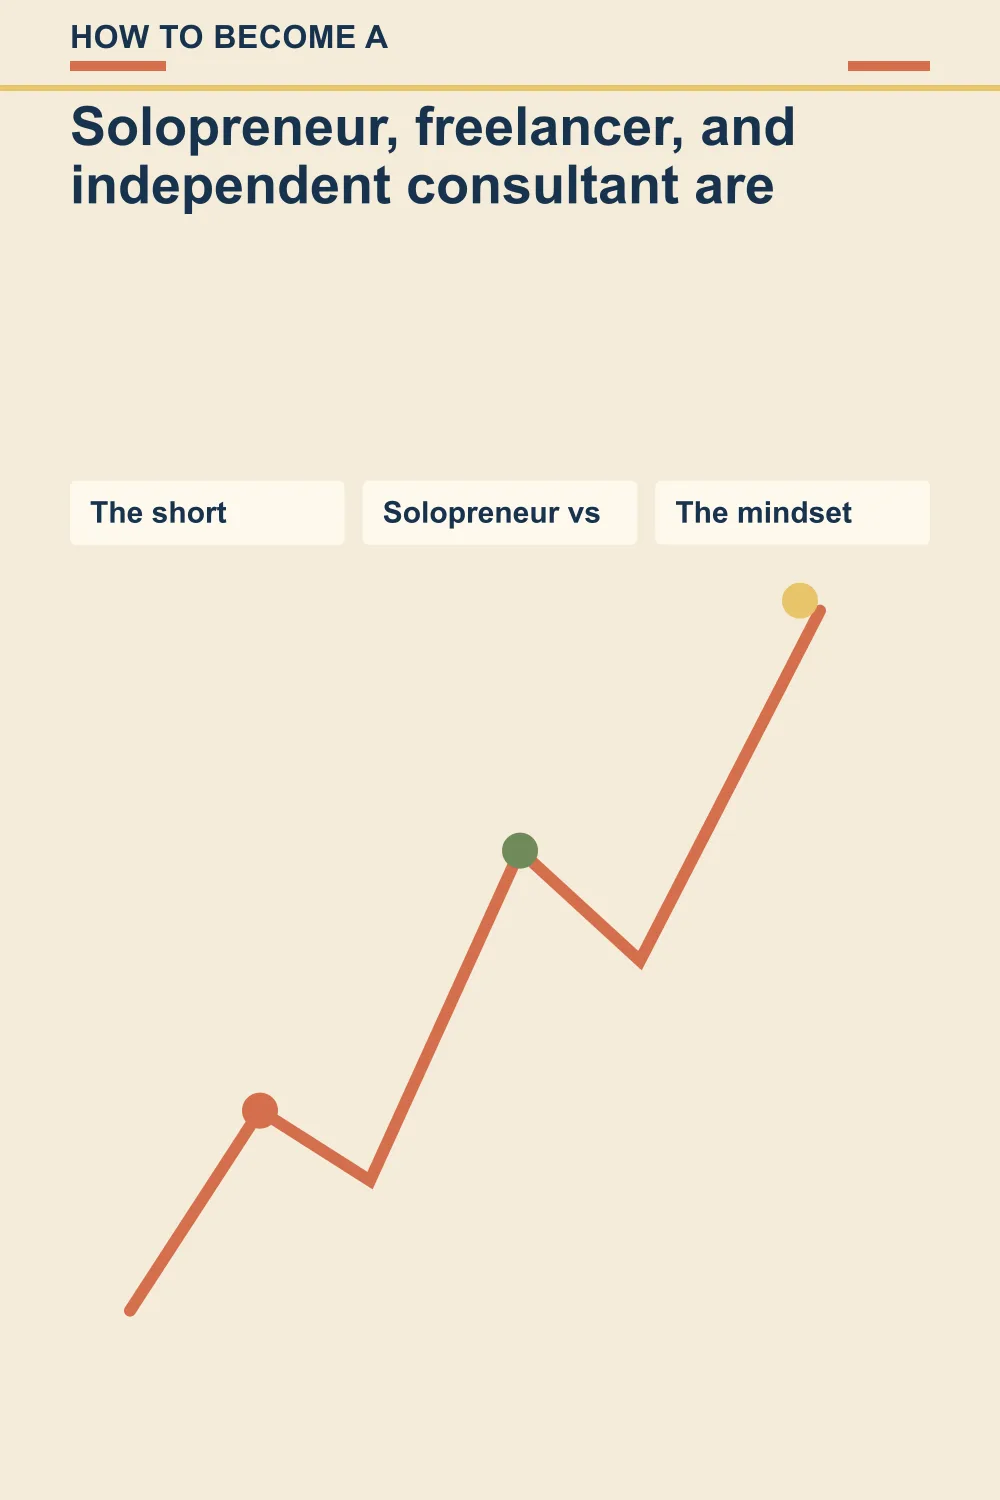 HOW TO BECOME A
Solopreneur, freelancer, and
independent consultant are
The short
Solopreneur vs
The mindset